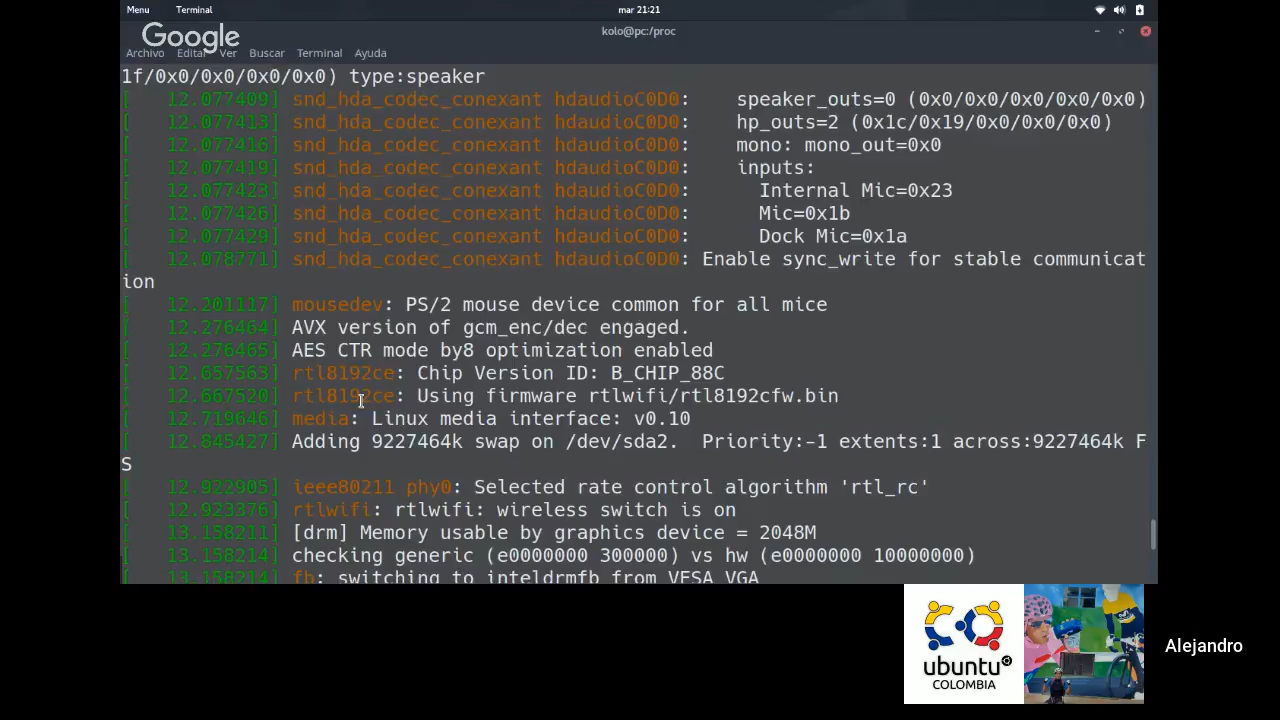 Menu Terminal mar 21:21
Google
kolo@pc:/proc
Archivo Editar Ver Buscar Terminal Ayuda
1f/0x0/0x0/0x0/0x0) type:speaker
[   12.077409] snd_hda_codec_conexant hdaudioC0D0:    speaker_outs=0 (0x0/0x0/0x0/0x0/0x0)
[   12.077413] snd_hda_codec_conexant hdaudioC0D0:    hp_outs=2 (0x1c/0x19/0x0/0x0/0x0)
[   12.077416] snd_hda_codec_conexant hdaudioC0D0:    mono: mono_out=0x0
[   12.077419] snd_hda_codec_conexant hdaudioC0D0:    inputs:
[   12.077423] snd_hda_codec_conexant hdaudioC0D0:      Internal Mic=0x23
[   12.077426] snd_hda_codec_conexant hdaudioC0D0:      Mic=0x1b
[   12.077429] snd_hda_codec_conexant hdaudioC0D0:      Dock Mic=0x1a
[   12.078771] snd_hda_codec_conexant hdaudioC0D0: Enable sync_write for stable communicat
ion
[   12.201117] mousedev: PS/2 mouse device common for all mice
[   12.276464] AVX version of gcm_enc/dec engaged.
[   12.276465] AES CTR mode by8 optimization enabled
[   12.657563] rtl8192ce: Chip Version ID: B_CHIP_88C
[   12.667520] rtl8192ce: Using firmware rtlwifi/rtl8192cfw.bin
[   12.719646] media: Linux media interface: v0.10
[   12.845427] Adding 9227464k swap on /dev/sda2.  Priority:-1 extents:1 across:9227464k F
S
[   12.922905] ieee80211 phy0: Selected rate control algorithm 'rtl_rc'
[   12.923376] rtlwifi: rtlwifi: wireless switch is on
[   13.158211] [drm] Memory usable by graphics device = 2048M
[   13.158214] checking generic (e0000000 300000) vs hw (e0000000 10000000)
[   13.158214] fb: switching to inteldrmfb from VESA VGA
ubuntu
COLOMBIA
Alejandro